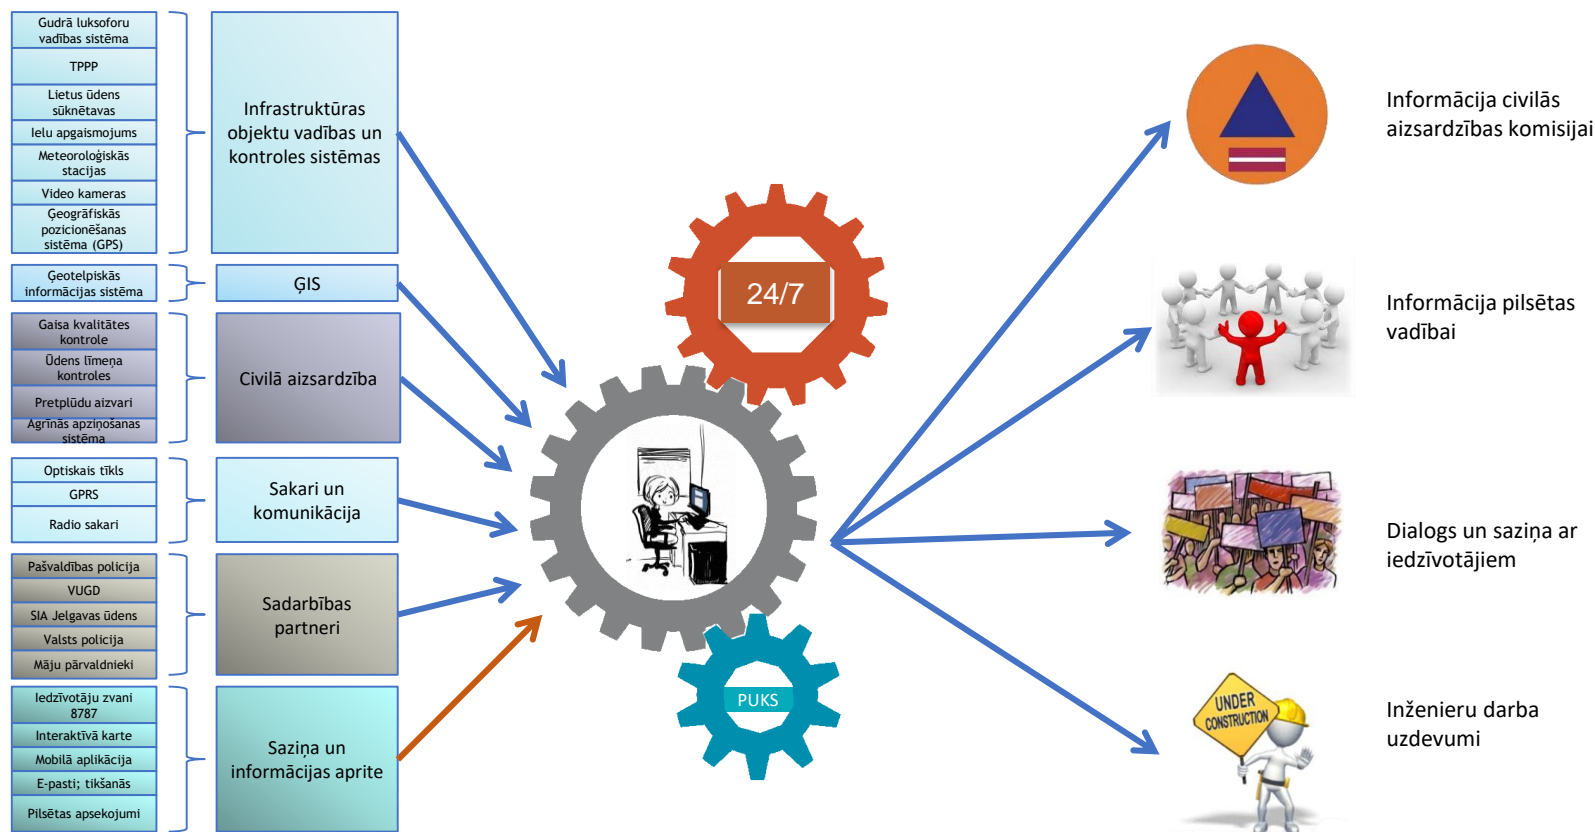 Gudrā luksoforu
vadības sistēma
TPPP
Lietus ūdens
sūknētavas
Ielu apgaismojums
Meteoroloģiskās
stacijas
Video kameras
Ģeogrāfiskās
pozicionēšanas
sistēma (GPS)
Infrastruktūras
objektu vadības un
kontroles sistēmas
Ģeotelpiskās
informācijas sistēma
ĢIS
Gaisa kvalitātes
kontrole
Ūdens līmeņa
kontroles
Pretplūdu aizvari
Agrīnās apziņošanas
sistēma
Civilā aizsardzība
Optiskais tīkls
GPRS
Radio sakari
Sakari un
komunikācija
Pašvaldības policija
VUGD
SIA Jelgavas ūdens
Valsts policija
Māju pārvaldnieki
Sadarbības
partneri
Iedzīvotāju zvani
8787
Interaktīvā karte
Mobilā aplikācija
E-pasti; tikšanās
Pilsētas apsekojumi
Saziņa un
informācijas aprite
24/7
PUKS
Informācija civilās
aizsardzības komisijai
Informācija pilsētas
vadībai
Dialogs un saziņa ar
iedzīvotājiem
UNDER
CONSTRUCTION
Inženieru darba
uzdevumi